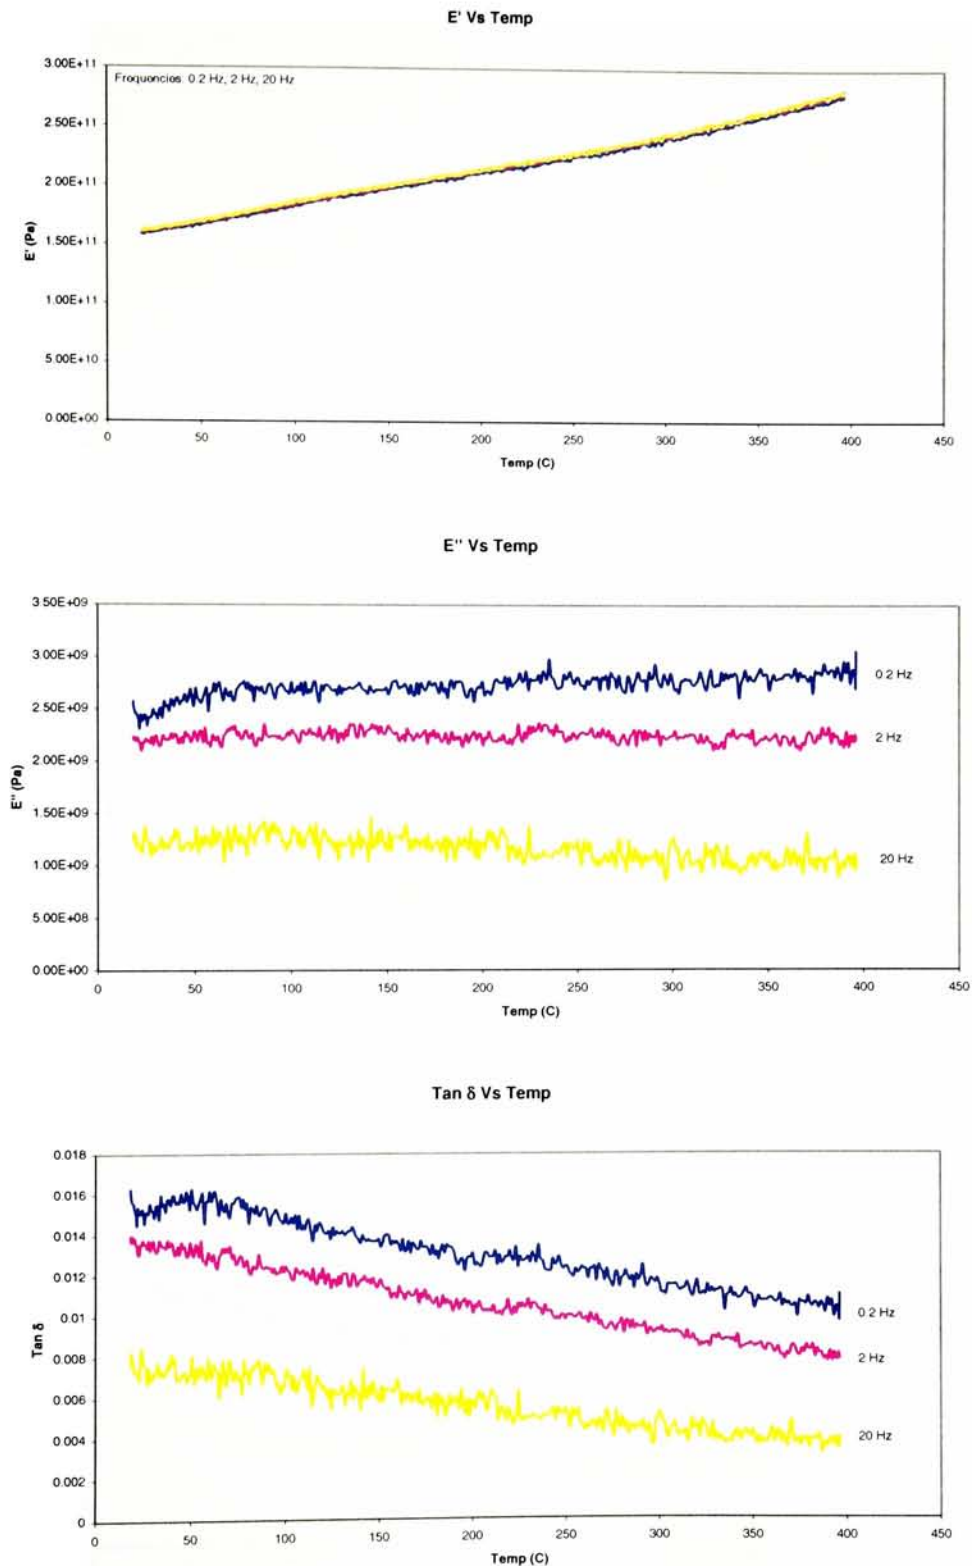 E' Vs Temp
3.00E+11
Frequencies: 0.2 Hz, 2 Hz, 20 Hz
2.50E+11
2.00E+11
1.50E+11
1.00E+11
5.00E+10
0.00E+00
E' (Pa)
0 50 100 150 200 250 300 350 400 450
Temp (C)
E'' Vs Temp
3.50E+09
3.00E+09
2.50E+09
2.00E+09
1.50E+09
1.00E+09
5.00E+08
0.00E+00
E'' (Pa)
0.2 Hz
2 Hz
20 Hz
0 50 100 150 200 250 300 350 400 450
Temp (C)
Tan δ Vs Temp
0.018
0.016
0.014
0.012
0.01
0.008
0.006
0.004
0.002
0
Tan δ
0.2 Hz
2 Hz
20 Hz
0 50 100 150 200 250 300 350 400 450
Temp (C)